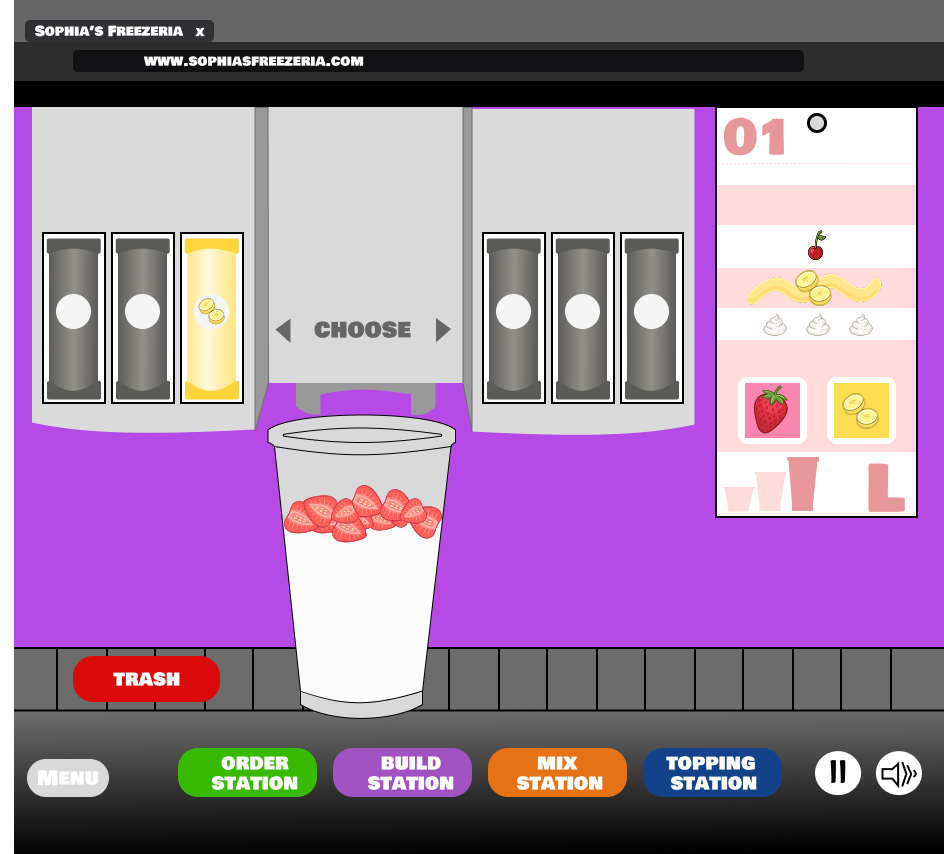 Sophia's Freezeria x
www.sophiasfreezeria.com
01
CHOOSE
L
TRASH
Menu
ORDER
STATION
BUILD
STATION
MIX
STATION
TOPPING
STATION